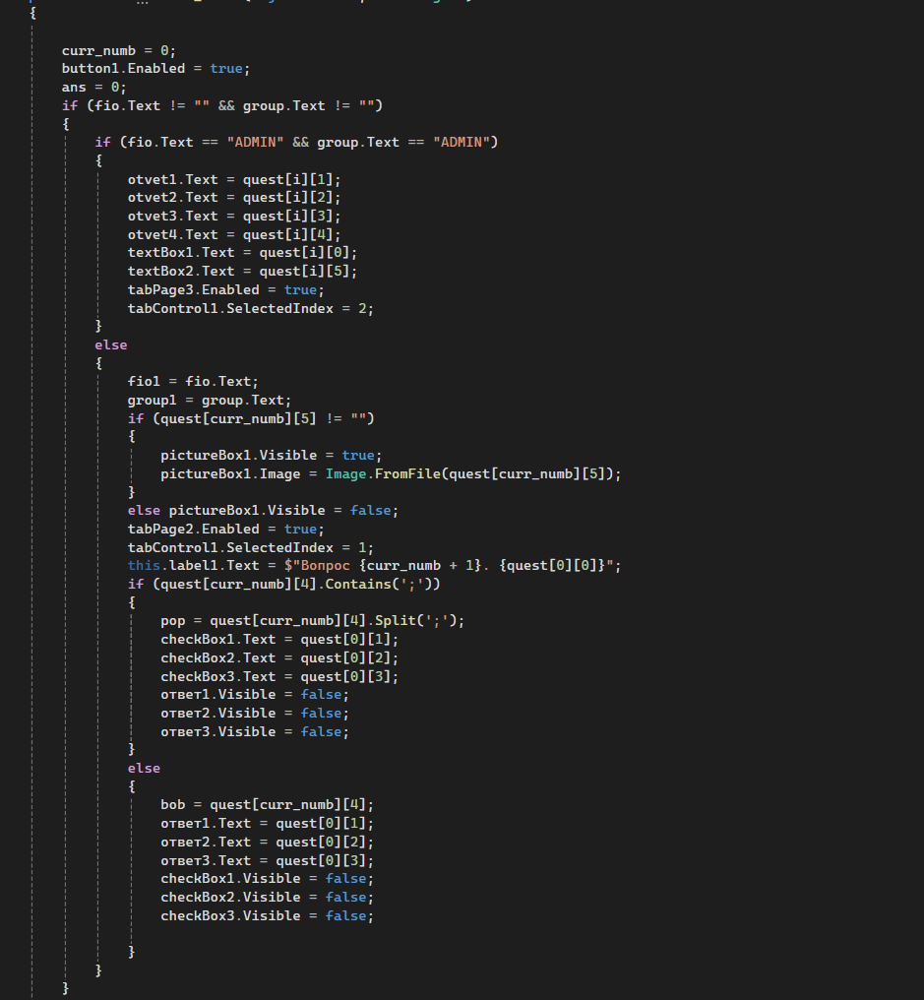 {
curr_numb = 0;
button1.Enabled = true;
ans = 0;
if (fio.Text != "" && group.Text != "")
{
if (fio.Text == "ADMIN" && group.Text == "ADMIN")
{
otvet1.Text = quest[i][1];
otvet2.Text = quest[i][2];
otvet3.Text = quest[i][3];
otvet4.Text = quest[i][4];
textBox1.Text = quest[i][0];
textBox2.Text = quest[i][5];
tabPage3.Enabled = true;
tabControl1.SelectedIndex = 2;
}
else
{
fio1 = fio.Text;
group1 = group.Text;
if (quest[curr_numb][5] != "")
{
pictureBox1.Visible = true;
pictureBox1.Image = Image.FromFile(quest[curr_numb][5]);
}
else pictureBox1.Visible = false;
tabPage2.Enabled = true;
tabControl1.SelectedIndex = 1;
this.label1.Text = $"Вопрос {curr_numb + 1}. {quest[0][0]}";
if (quest[curr_numb][4].Contains(';'))
{
pop = quest[curr_numb][4].Split(';');
checkBox1.Text = quest[0][1];
checkBox2.Text = quest[0][2];
checkBox3.Text = quest[0][3];
ответ1.Visible = false;
ответ2.Visible = false;
ответ3.Visible = false;
}
else
{
bob = quest[curr_numb][4];
ответ1.Text = quest[0][1];
ответ2.Text = quest[0][2];
ответ3.Text = quest[0][3];
checkBox1.Visible = false;
checkBox2.Visible = false;
checkBox3.Visible = false;
}
}
}